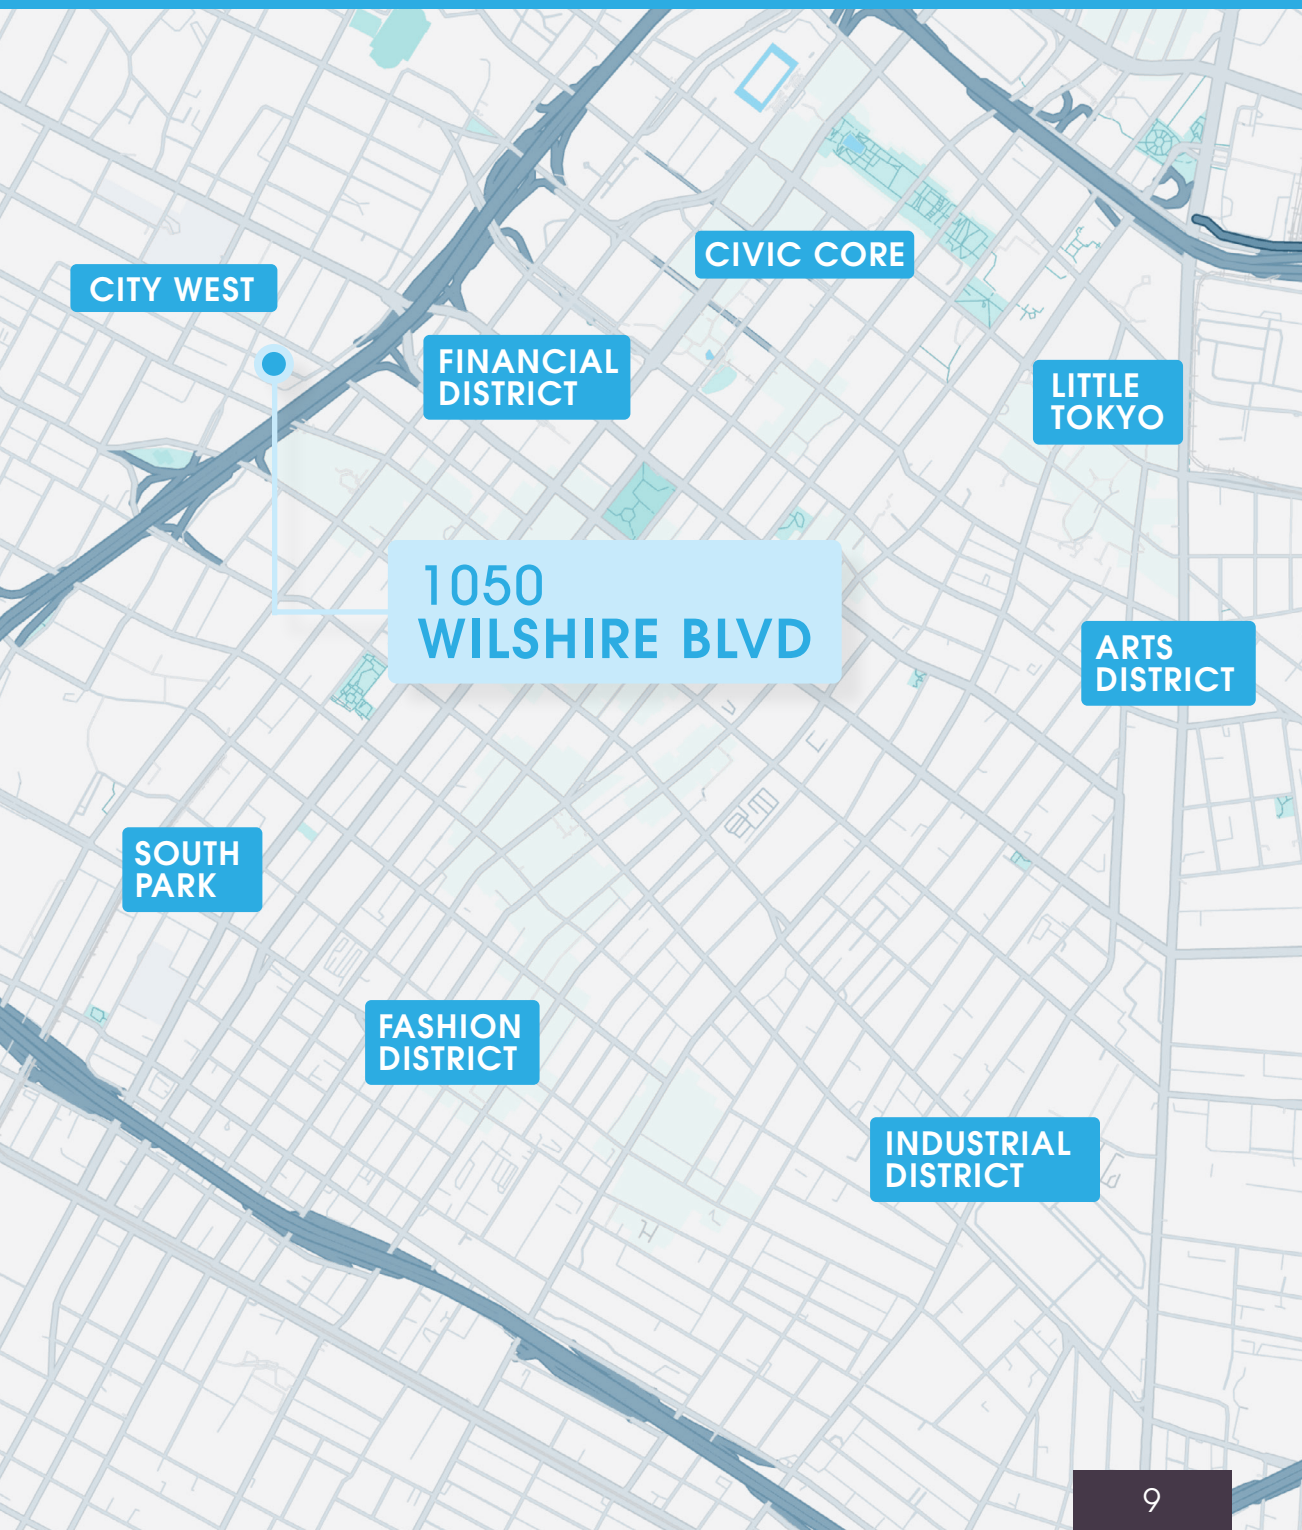 CIVIC CORE
CITY WEST
FINANCIAL
DISTRICT
LITTLE
TOKYO
1050
WILSHIRE BLVD
ARTS
DISTRICT
SOUTH
PARK
FASHION
DISTRICT
INDUSTRIAL
DISTRICT
9